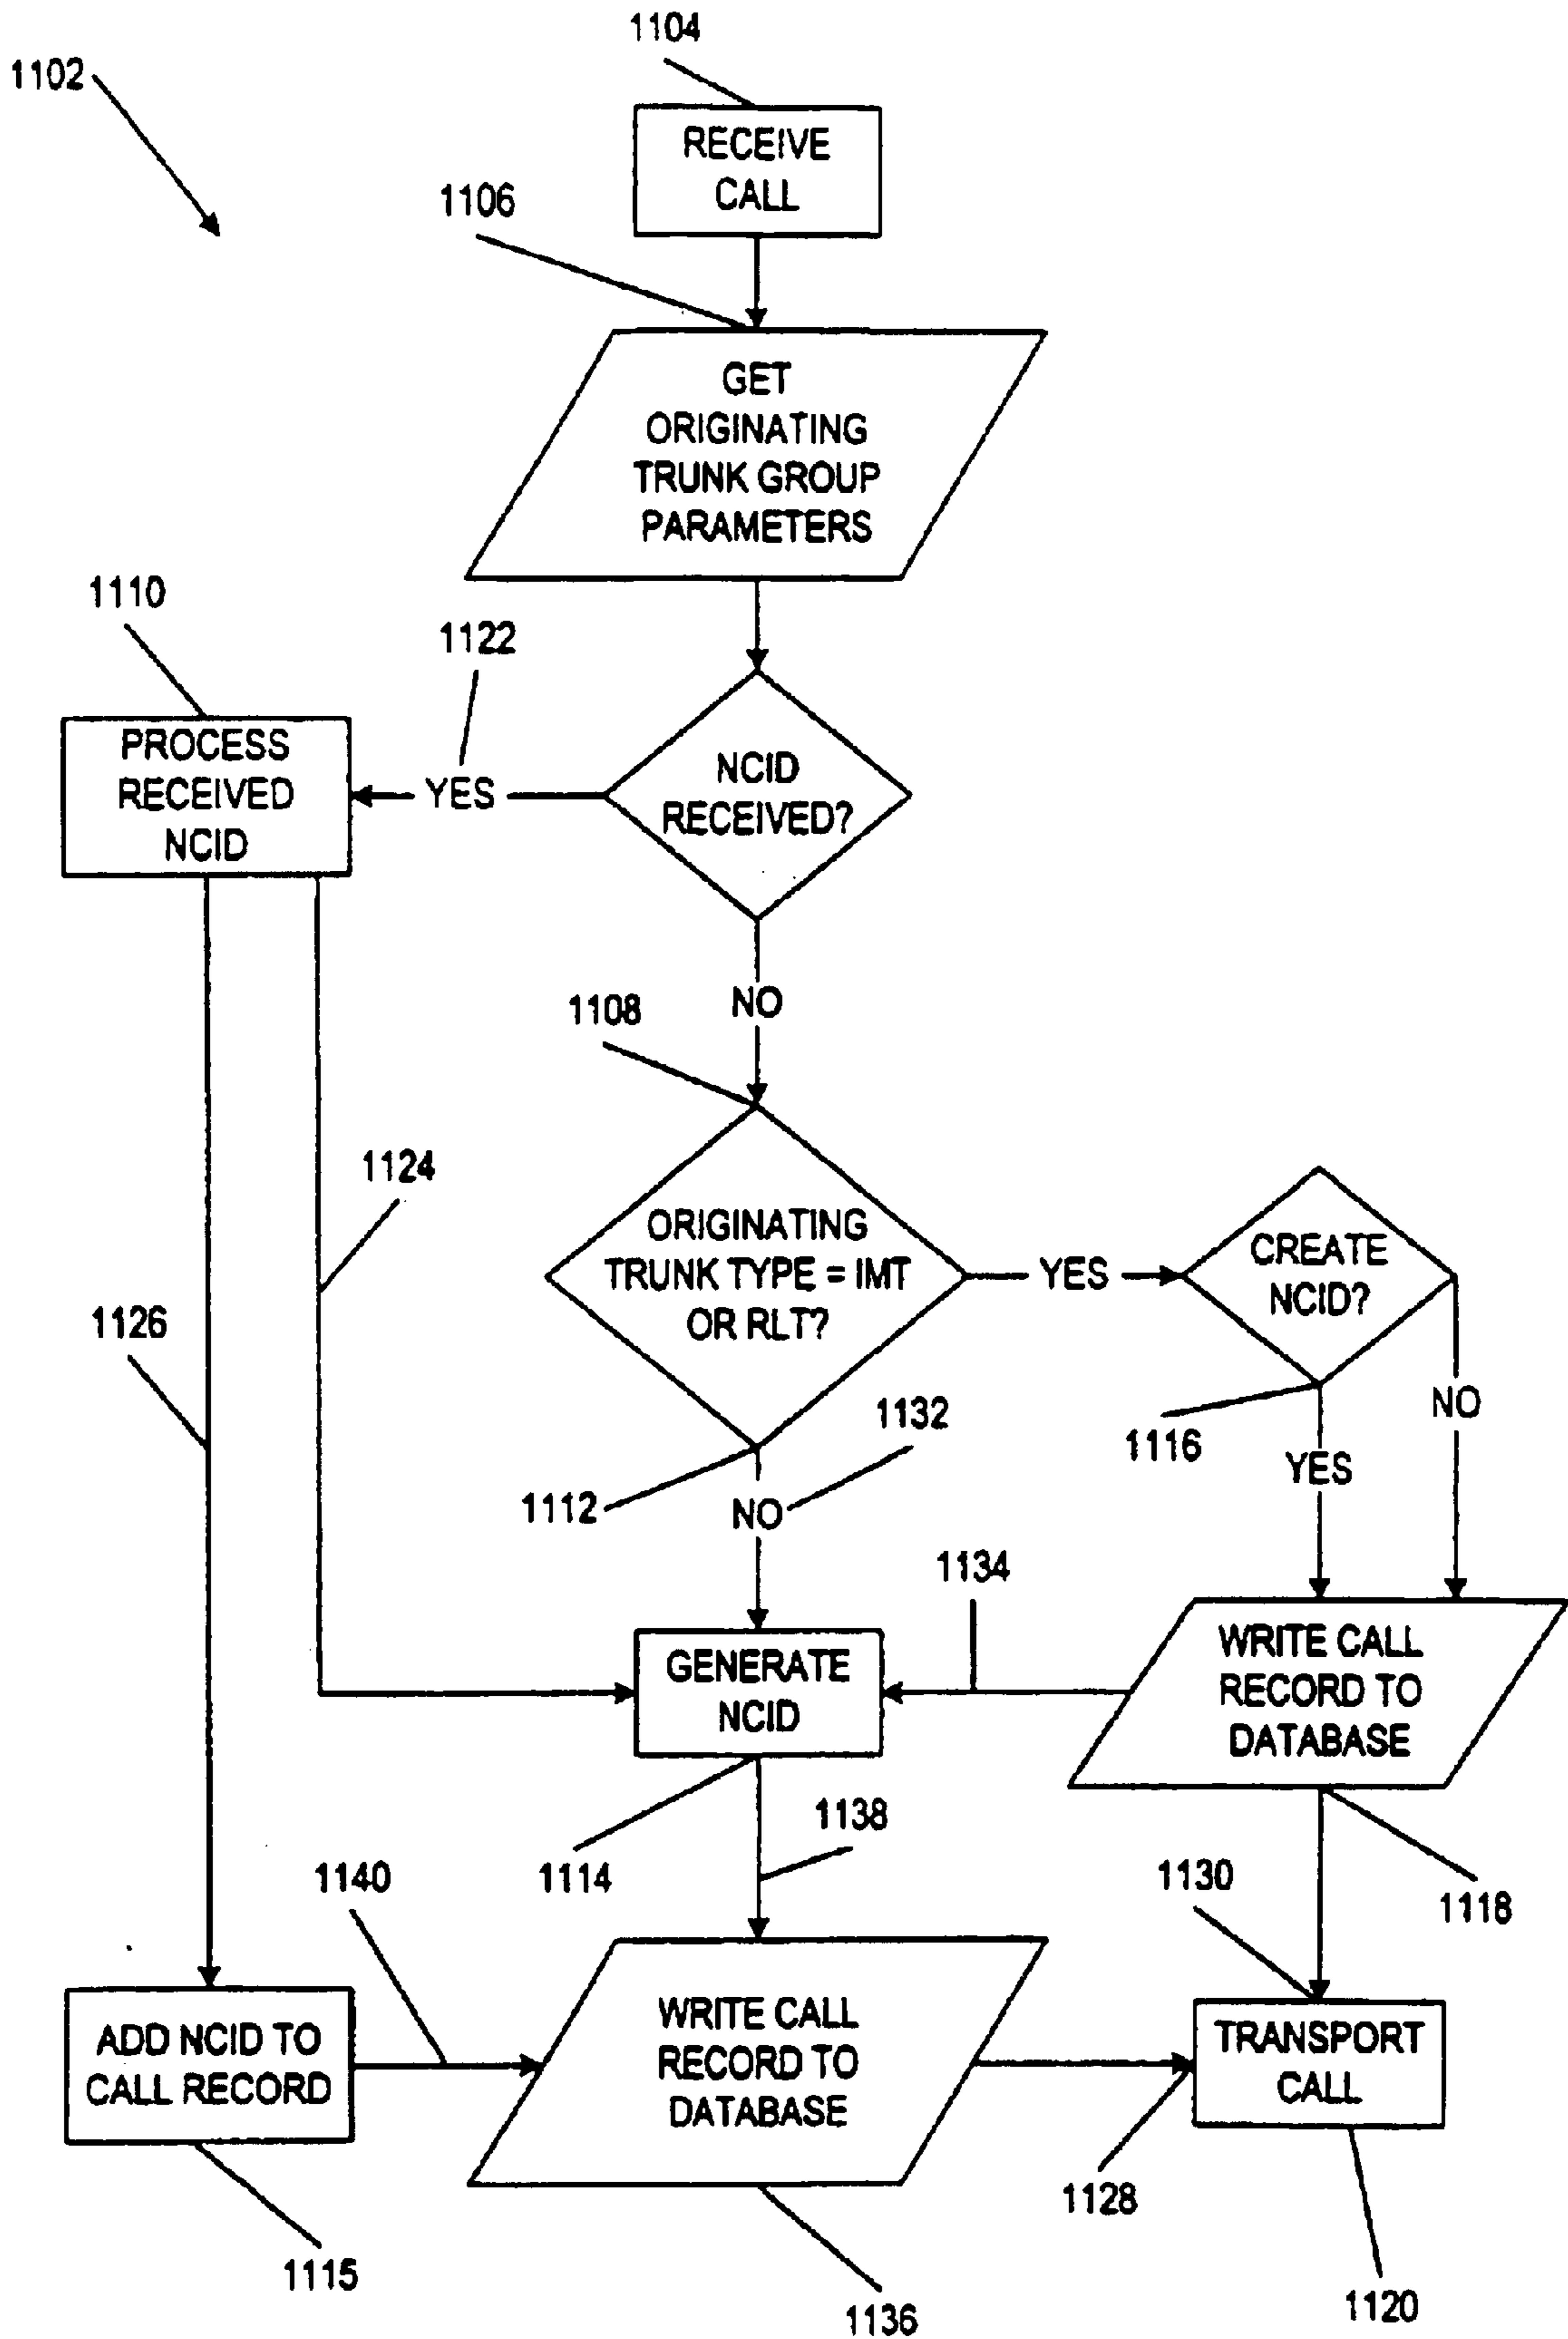 1104
1102
RECEIVE
CALL
1106
GET
ORIGINATING
TRUNK GROUP
PARAMETERS
1110
1122
PROCESS
RECEIVED
NCID
YES
NCID
RECEIVED?
NO
1108
1124
ORIGINATING
TRUNK TYPE = IMT
OR RLT?
YES
CREATE
NCID?
1126
1132
NO
1116
YES
1112
NO
1134
GENERATE
NCID
WRITE CALL
RECORD TO
DATABASE
1138
1114
1140
1130
1118
ADD NCID TO
CALL RECORD
WRITE CALL
RECORD TO
DATABASE
TRANSPORT
CALL
1128
1115
1136
1120